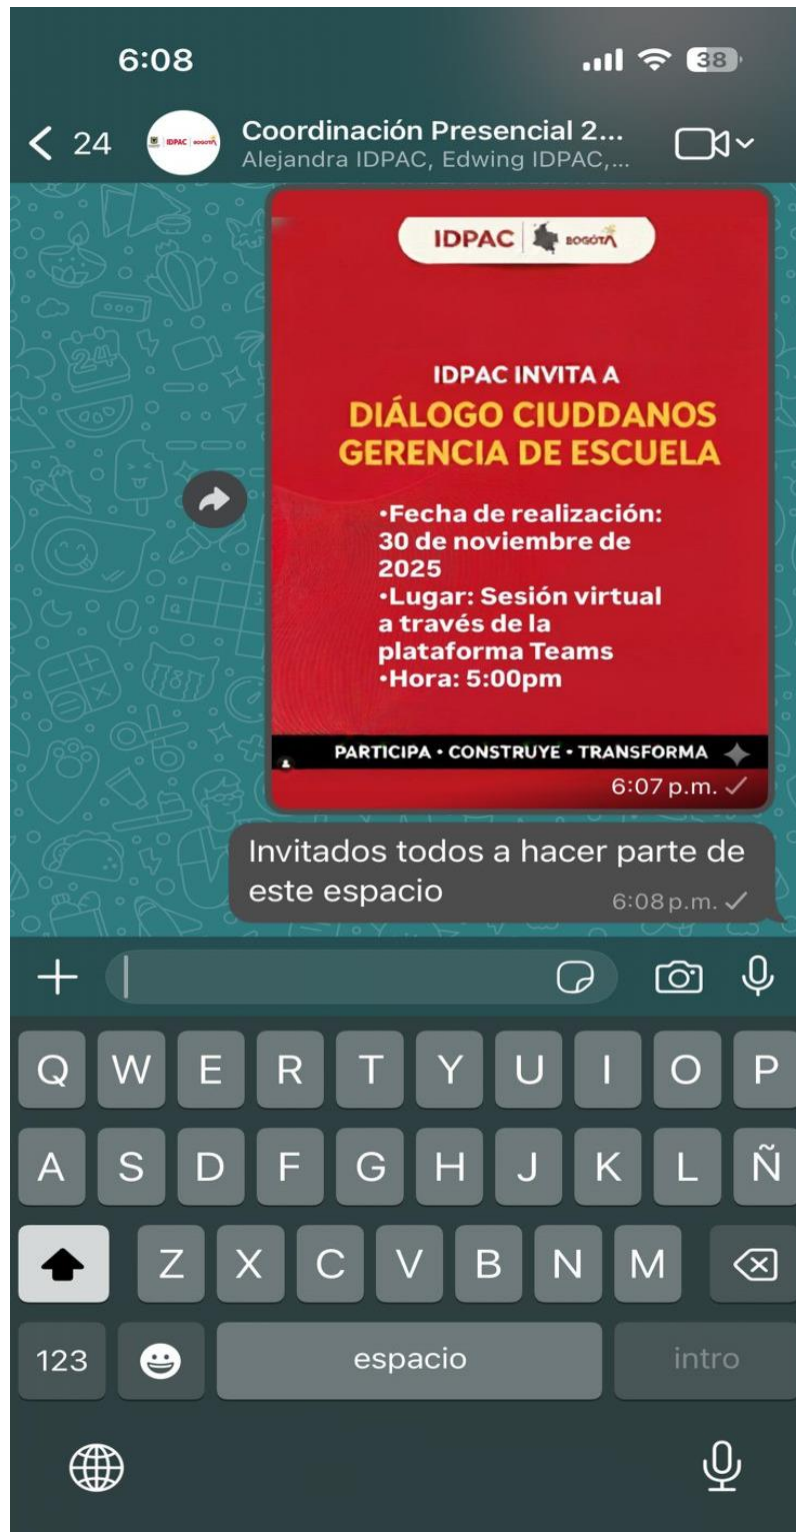 6:08
38
24
Coordinación Presencial 2...
Alejandra IDPAC, Edwing IDPAC,...
IDPAC BOGOTÁ
IDPAC BOGOTÁ
IDPAC INVITA A
DIÁLOGO CIUDDANOS
GERENCIA DE ESCUELA
•Fecha de realización:
30 de noviembre de
2025
•Lugar: Sesión virtual
a través de la
plataforma Teams
•Hora: 5:00pm
PARTICIPA • CONSTRUYE • TRANSFORMA
6:07 p.m.
Invitados todos a hacer parte de
este espacio
6:08 p.m.
Q W E R T Y U I O P
A S D F G H J K L Ñ
Z X C V B N M
123 espacio intro